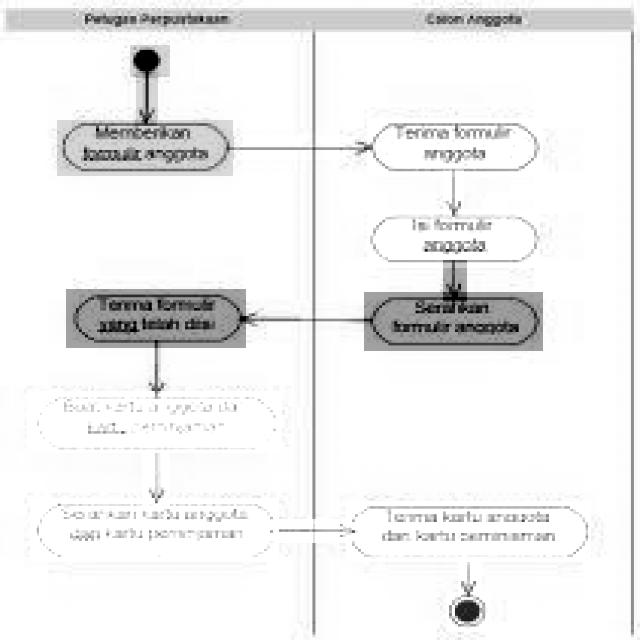 Petugas Perpustakaan
Calon Anggota
Memberikan
formulir anggota
Terima formulir
anggota
Isi formulir
anggota
Terima formulir
yang telah diisi
Serahkan
formulir anggota
Buat kartu anggota dan
kartu peminjaman
Serahkan kartu anggota
dan kartu peminjaman
Terima kartu anggota
dan kartu peminjaman